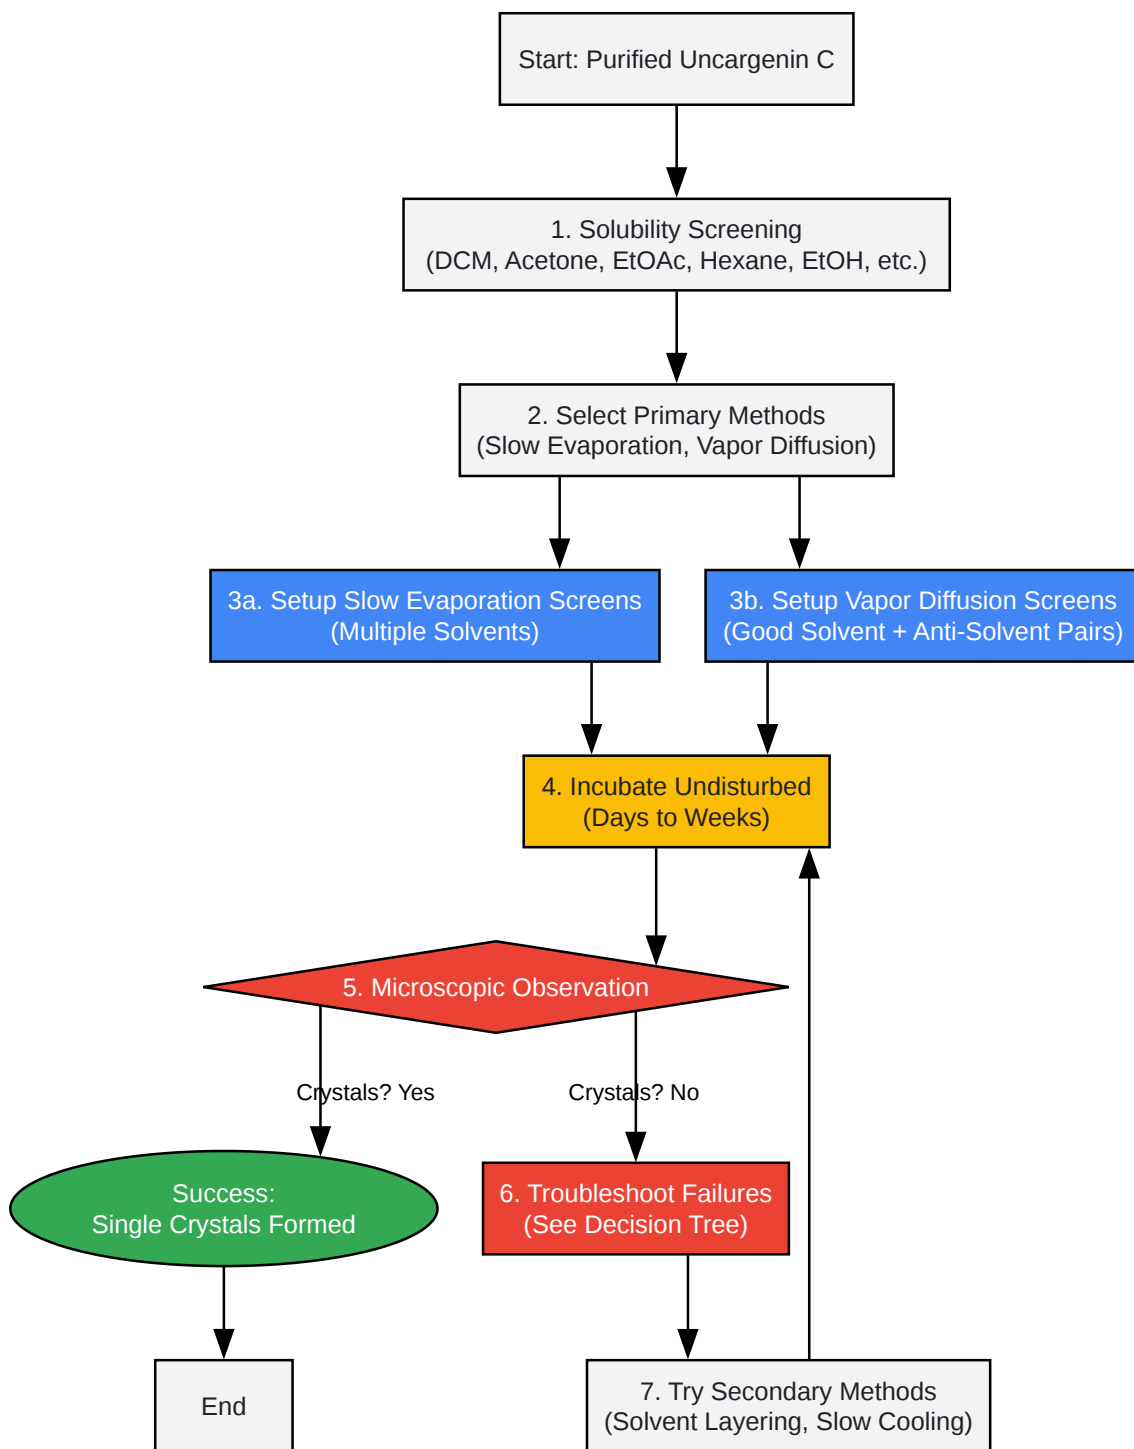 Start: Purified Uncargenin C
1. Solubility Screening
(DCM, Acetone, EtOAc, Hexane, EtOH, etc.)
2. Select Primary Methods
(Slow Evaporation, Vapor Diffusion)
3a. Setup Slow Evaporation Screens
(Multiple Solvents)
3b. Setup Vapor Diffusion Screens
(Good Solvent + Anti-Solvent Pairs)
4. Incubate Undisturbed
(Days to Weeks)
5. Microscopic Observation
Crystals? Yes
Crystals? No
Success:
Single Crystals Formed
6. Troubleshoot Failures
(See Decision Tree)
End
7. Try Secondary Methods
(Solvent Layering, Slow Cooling)